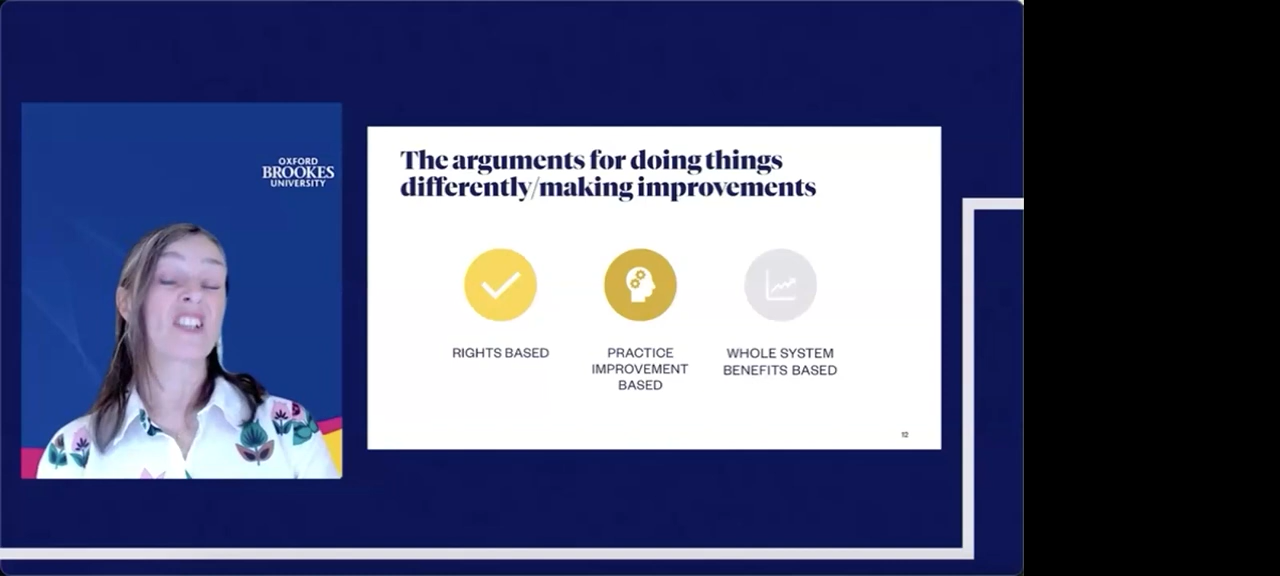 OXFORD
BROOKES
UNIVERSITY
The arguments for doing things
differently/making improvements
RIGHTS BASED
PRACTICE
IMPROVEMENT
BASED
WHOLE SYSTEM
BENEFITS BASED
12